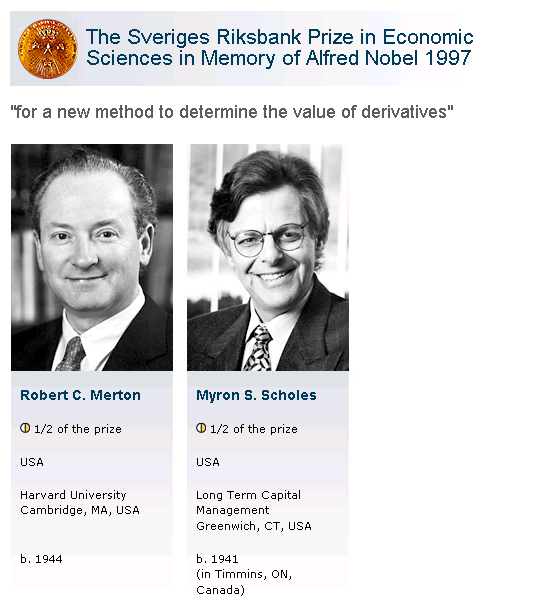 The Sveriges Riksbank Prize in Economic
Sciences in Memory of Alfred Nobel 1997
"for a new method to determine the value of derivatives"
Robert C. Merton
1/2 of the prize
USA
Harvard University
Cambridge, MA, USA
b. 1944
Myron S. Scholes
1/2 of the prize
USA
Long Term Capital
Management
Greenwich, CT, USA
b. 1941
(in Timmins, ON,
Canada)